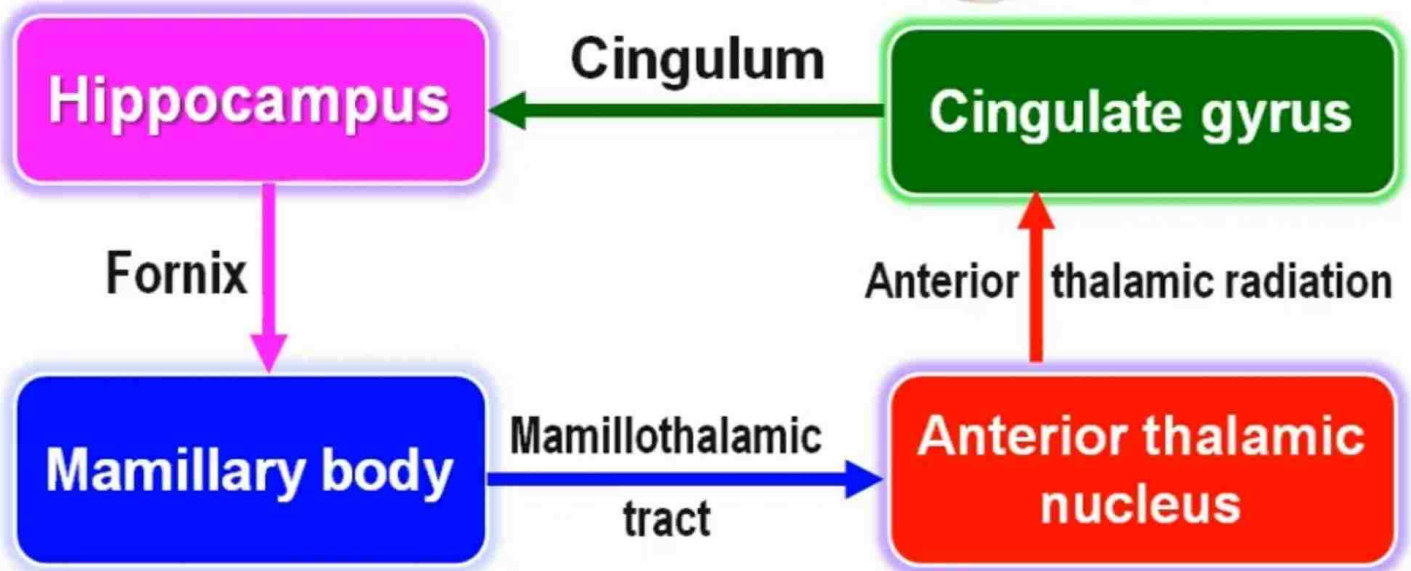 Hippocampus
Cingulum
Cingulate gyrus
Fornix
Anterior thalamic radiation
Mamillary body
Mamillothalamic
tract
Anterior thalamic
nucleus